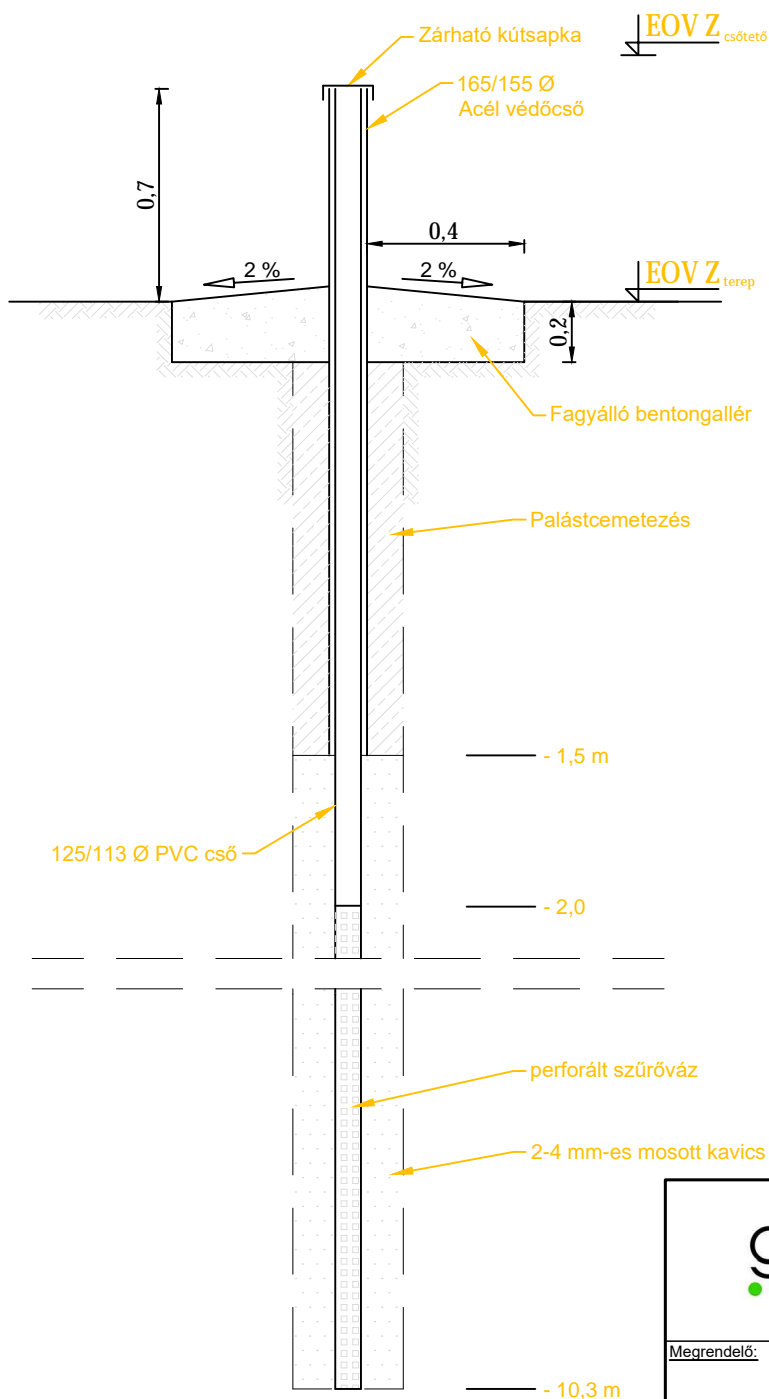 Zárható kútsapka
EOV Z csőtető
165/155 Ø
Acél védőcső
0,7
0,4
2 %
2 %
EOV Z terep
0,2
Fagyálló bentongallér
Palástcemetezés
- 1,5 m
125/113 Ø PVC cső
- 2,0
perforált szűrőváz
2-4 mm-es mosott kavics
Megrendelő:
- 10,3 m